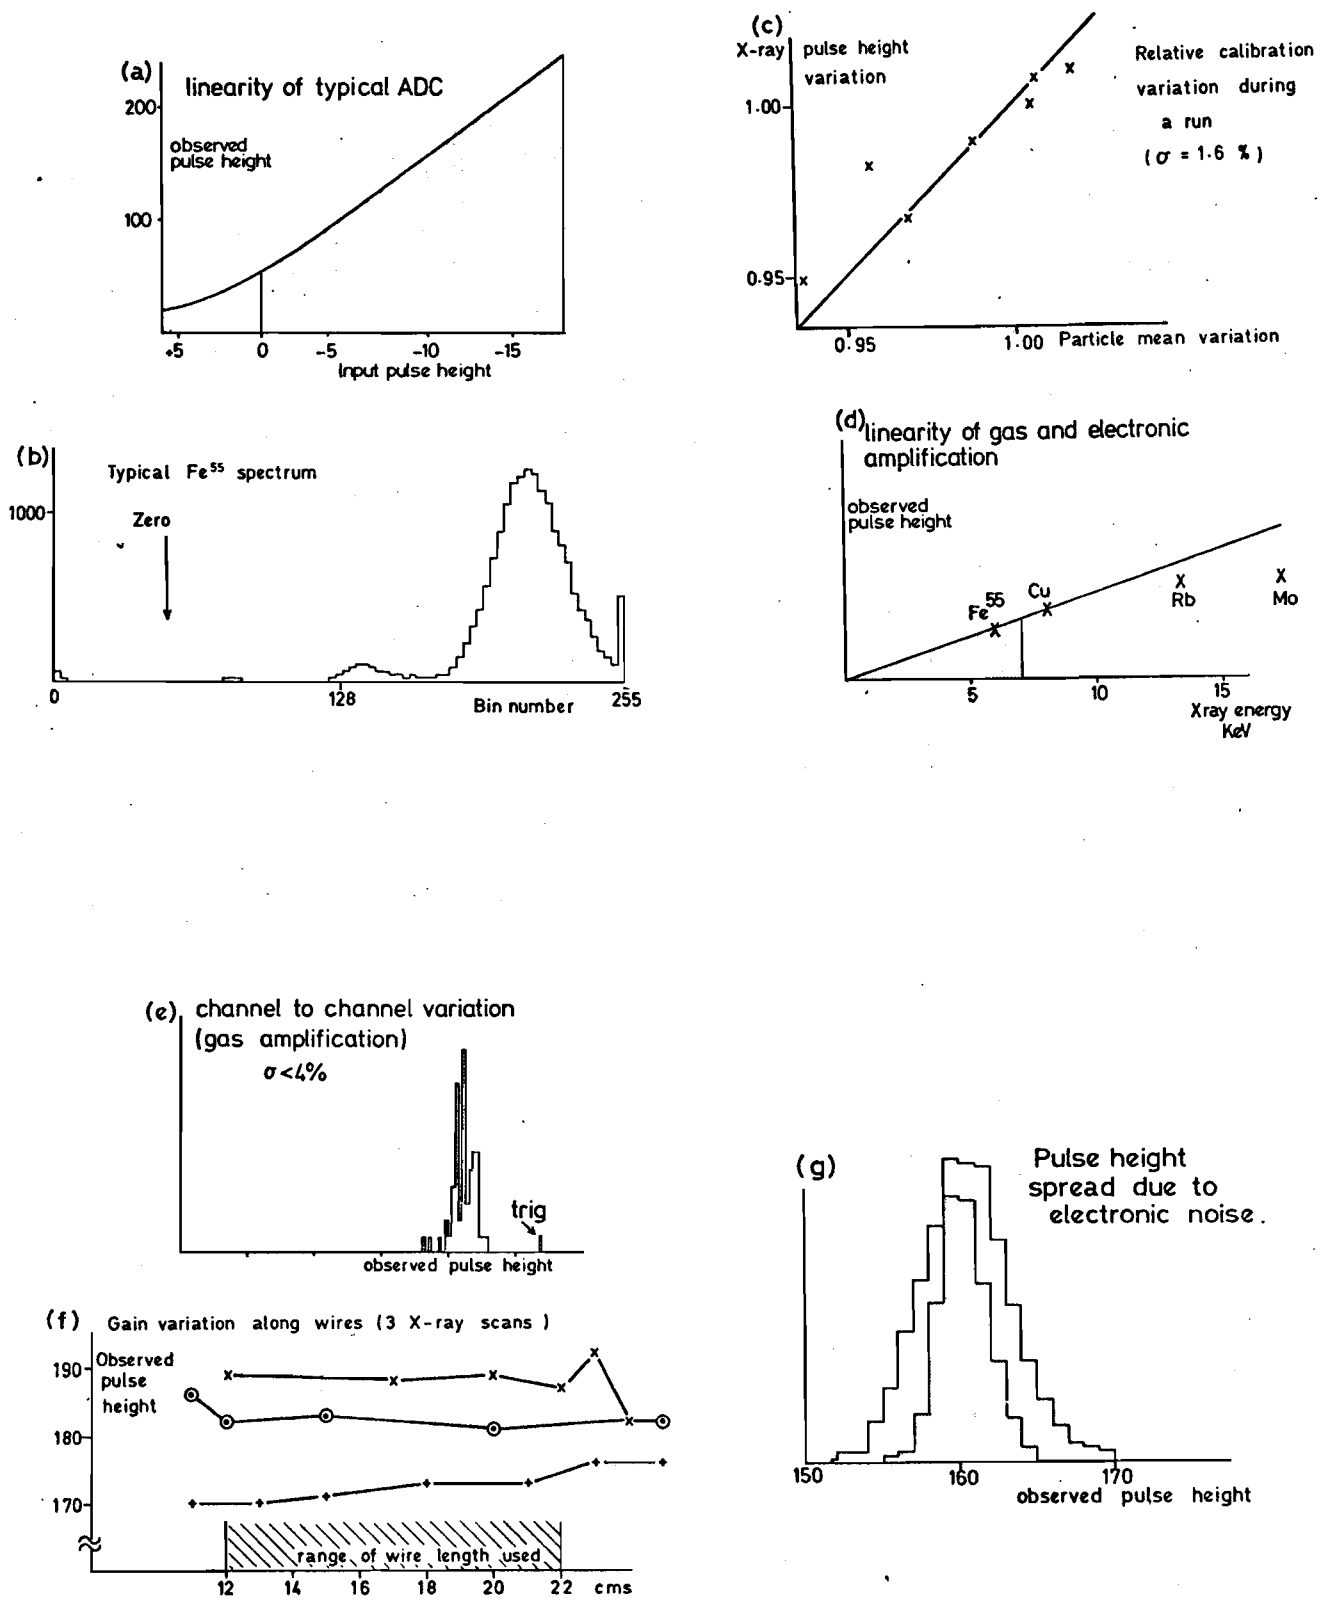 (a)
linearity of typical ADC
200
observed
pulse height
100
+5 0 -5 -10 -15
Input pulse height
(b)
Typical Fe55 spectrum
1000
Zero
0 128 255
Bin number
(c)
X-ray pulse height
variation
Relative calibration
variation during
a run
(σ = 1.6 %)
1.00
0.95
0.95 1.00 Particle mean variation
(d)
linearity of gas and electronic
amplification
observed
pulse height
Fe55
Cu
Rb
Mo
5 10 15
Xray energy
KeV
(e) channel to channel variation
(gas amplification)
σ<4%
trig
observed pulse height
(f) Gain variation along wires (3 X-ray scans)
Observed
pulse
height
190
180
170
range of wire length used
12 14 16 18 20 22 cms
(g)
Pulse height
spread due to
electronic noise.
150 160 170
observed pulse height